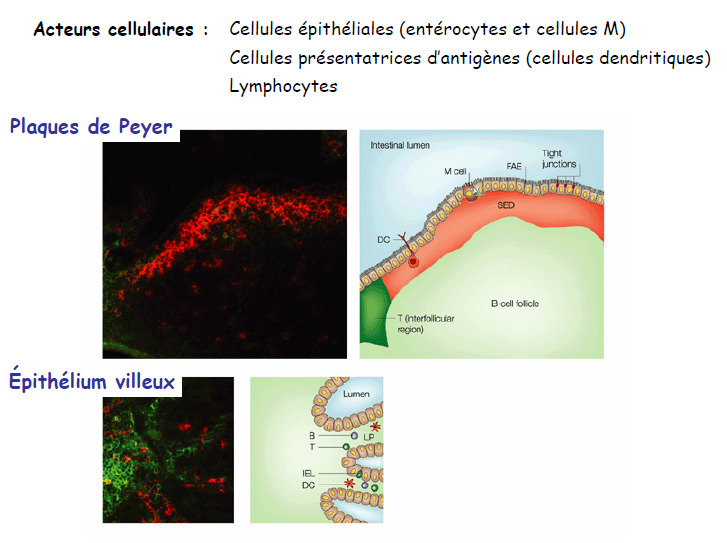 Acteurs cellulaires : Cellules épithéliales (entérocytes et cellules M)
Cellules présentatrices d'antigènes (cellules dendritiques)
Lymphocytes
Plaques de Peyer
Intestinal lumen
M cell
FAE
Tight
junctions
SED
DC
B-cell follicle
T (interfollicular
region)
Épithélium villeux
Lumen
B
LP
T
IEL
DC